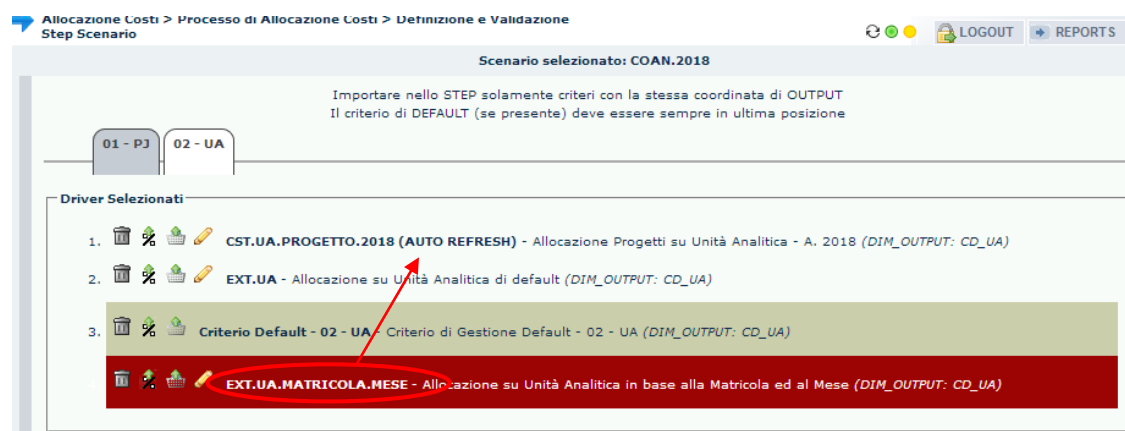 Allocazione Costi > Processo di Allocazione Costi > Definizione e Validazione
Step Scenario
LOGOUT
REPORTS
Scenario selezionato: COAN.2018
Importare nello STEP solamente criteri con la stessa coordinata di OUTPUT
Il criterio di DEFAULT (se presente) deve essere sempre in ultima posizione
01 - PJ
02 - UA
Driver Selezionati
1. CST.UA.PROGETTO.2018 (AUTO REFRESH) - Allocazione Progetti su Unità Analitica - A. 2018 (DIM_OUTPUT: CD_UA)
2. EXT.UA - Allocazione su Unità Analitica di default (DIM_OUTPUT: CD_UA)
3. Criterio Default - 02 - UA - Criterio di Gestione Default - 02 - UA (DIM_OUTPUT: CD_UA)
EXT.UA.MATRICOLA.MESE - Allocazione su Unità Analitica in base alla Matricola ed al Mese (DIM_OUTPUT: CD_UA)